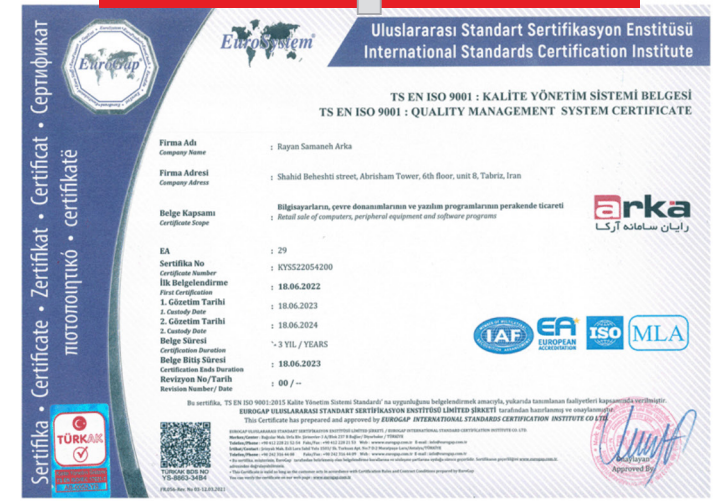 Sertifika • Certificate • Zertifikat • Certificat • Сертификат
πιστοποιητικό • certifikatë
EuroGap
EuroSystem
Uluslararası Standart Sertifikasyon Enstitüsü
International Standards Certification Institute
TS EN ISO 9001 : KALİTE YÖNETİM SİSTEMİ BELGESİ
TS EN ISO 9001 : QUALITY MANAGEMENT SYSTEM CERTIFICATE
Firma Adı
Company Name
: Rayan Samaneh Arka
Firma Adresi
Company Adress
: Shahid Beheshti street, Abrisham Tower, 6th floor, unit 8, Tabriz, Iran
Belge Kapsamı
Certificate Scope
Bilgisayarların, çevre donanımlarının ve yazılım programlarının perakende ticareti
: Retail sale of computers, peripheral equipment and software programs
arka
رایان سامانه آرکا
EA : 29
Sertifika No
Certificate Number
: KYS522054200
İlk Belgelendirme
First Certification
: 18.06.2022
1. Gözetim Tarihi
1. Custody Date
: 18.06.2023
2. Gözetim Tarihi
2. Custody Date
: 18.06.2024
Belge Süresi
Certification Duration
: 3 YIL / YEARS
Belge Bitiş Süresi
Certification Ends Duration
: 18.06.2023
Revizyon No/Tarih
Revision Number/ Date
: 00 / --
IAF
EA
EUROPEAN
ACCREDITATION
ISO
MLA
Bu sertifika, 'TS EN ISO 9001:2015 Kalite Yönetim Sistemi Standardı' na uygunluğunu belgelendirmek amacıyla, yukarıda tanımlanan faaliyetleri kapsamında verilmiştir.
EUROGAP ULUSLARARASI STANDART SERTİFİKASYON ENSTİTÜSÜ LİMİTED ŞİRKETİ tarafından hazırlanmış ve onaylanmıştır.
This Certificate has prepeared and approved by EUROGAP INTERNATIONAL STANDARDS CERTIFICATION INSTITUTE CO LTD.
TÜRKAK
TÜRKAK BDS NO
YS-8663-3484
Onaylayan
Approved By